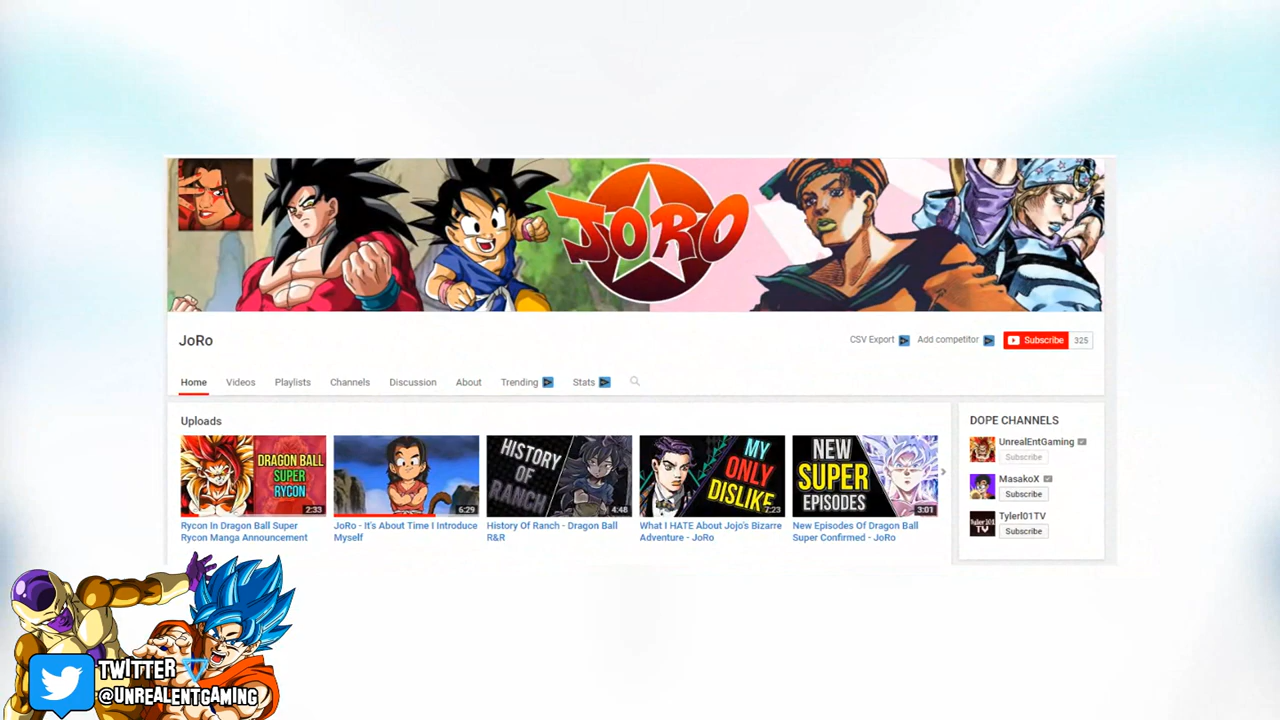 JORO
JoRo
CSV Export
Add competitor
Subscribe 325
Home Videos Playlists Channels Discussion About Trending Stats
Uploads
DRAGON BALL
SUPER
RYCON
2:33
Rycon In Dragon Ball Super
Rycon Manga Announcement
6:29
JoRo - It's About Time I Introduce
Myself
HISTORY
OF
RANCH
4:48
History Of Ranch - Dragon Ball
R&R
MY
ONLY
DISLIKE
7:23
What I HATE About Jojo's Bizarre
Adventure - JoRo
NEW
SUPER
EPISODES
3:01
New Episodes Of Dragon Ball
Super Confirmed - JoRo
DOPE CHANNELS
UnrealEntGaming
Subscribe
MasakoX
Subscribe
Tyler101
TV
Tyler101TV
Subscribe
TWITTER
@UNREALENTGAMING